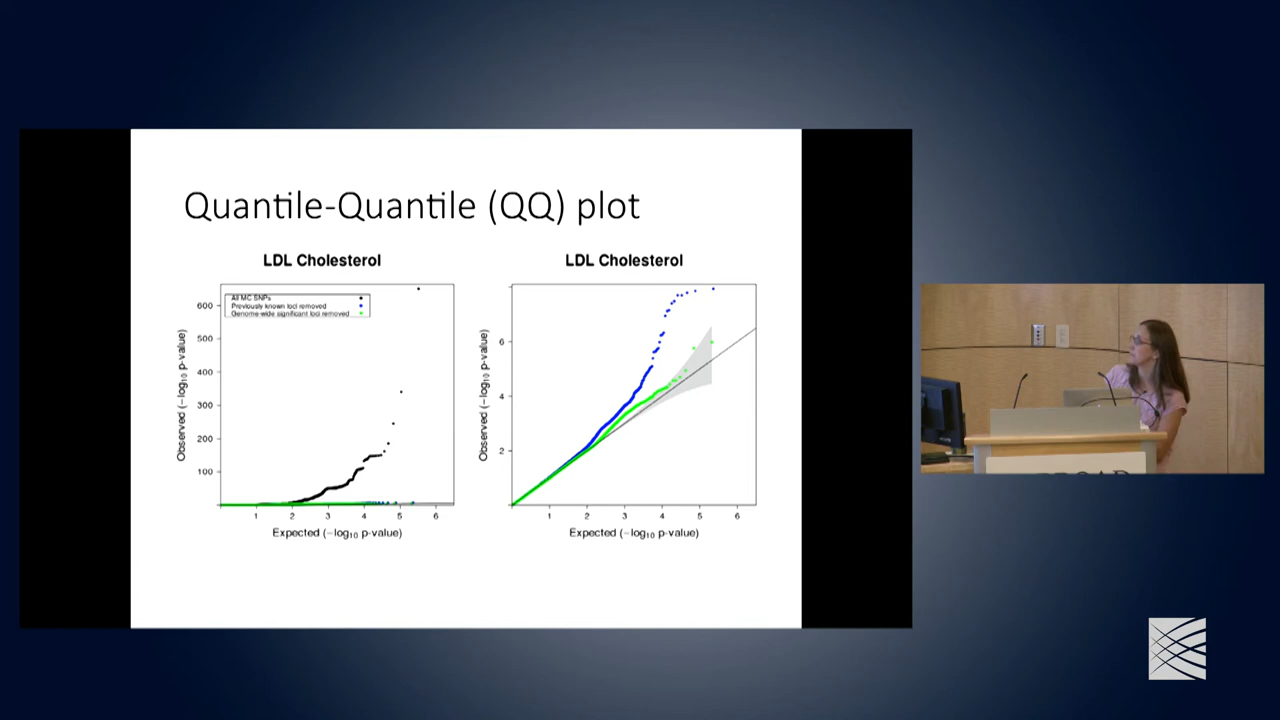 Quantile-Quantile (QQ) plot
LDL Cholesterol
Observed (−log10 p-value)
600
500
400
300
200
100
All MC SNPs
Previously known loci removed
Genome-wide significant loci removed
1 2 3 4 5 6
Expected (−log10 p-value)
LDL Cholesterol
Observed (−log10 p-value)
6
4
2
1 2 3 4 5 6
Expected (−log10 p-value)